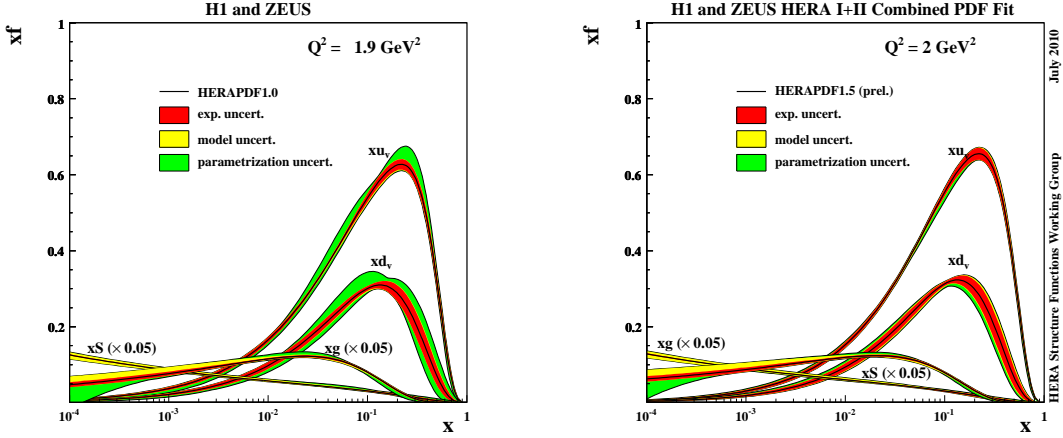 H1 and ZEUS
xf
Q² = 1.9 GeV²
HERAPDF1.0
exp. uncert.
model uncert.
parametrization uncert.
xuᵥ
xdᵥ
xS (× 0.05)
xg (× 0.05)
1
0.8
0.6
0.4
0.2
10⁻⁴
10⁻³
10⁻²
10⁻¹
1
x
H1 and ZEUS HERA I+II Combined PDF Fit
xf
Q² = 2 GeV²
HERAPDF1.5 (prel.)
exp. uncert.
model uncert.
parametrization uncert.
xuᵥ
xdᵥ
xg (× 0.05)
xS (× 0.05)
1
0.8
0.6
0.4
0.2
10⁻⁴
10⁻³
10⁻²
10⁻¹
1
x
HERA Structure Functions Working Group July 2010